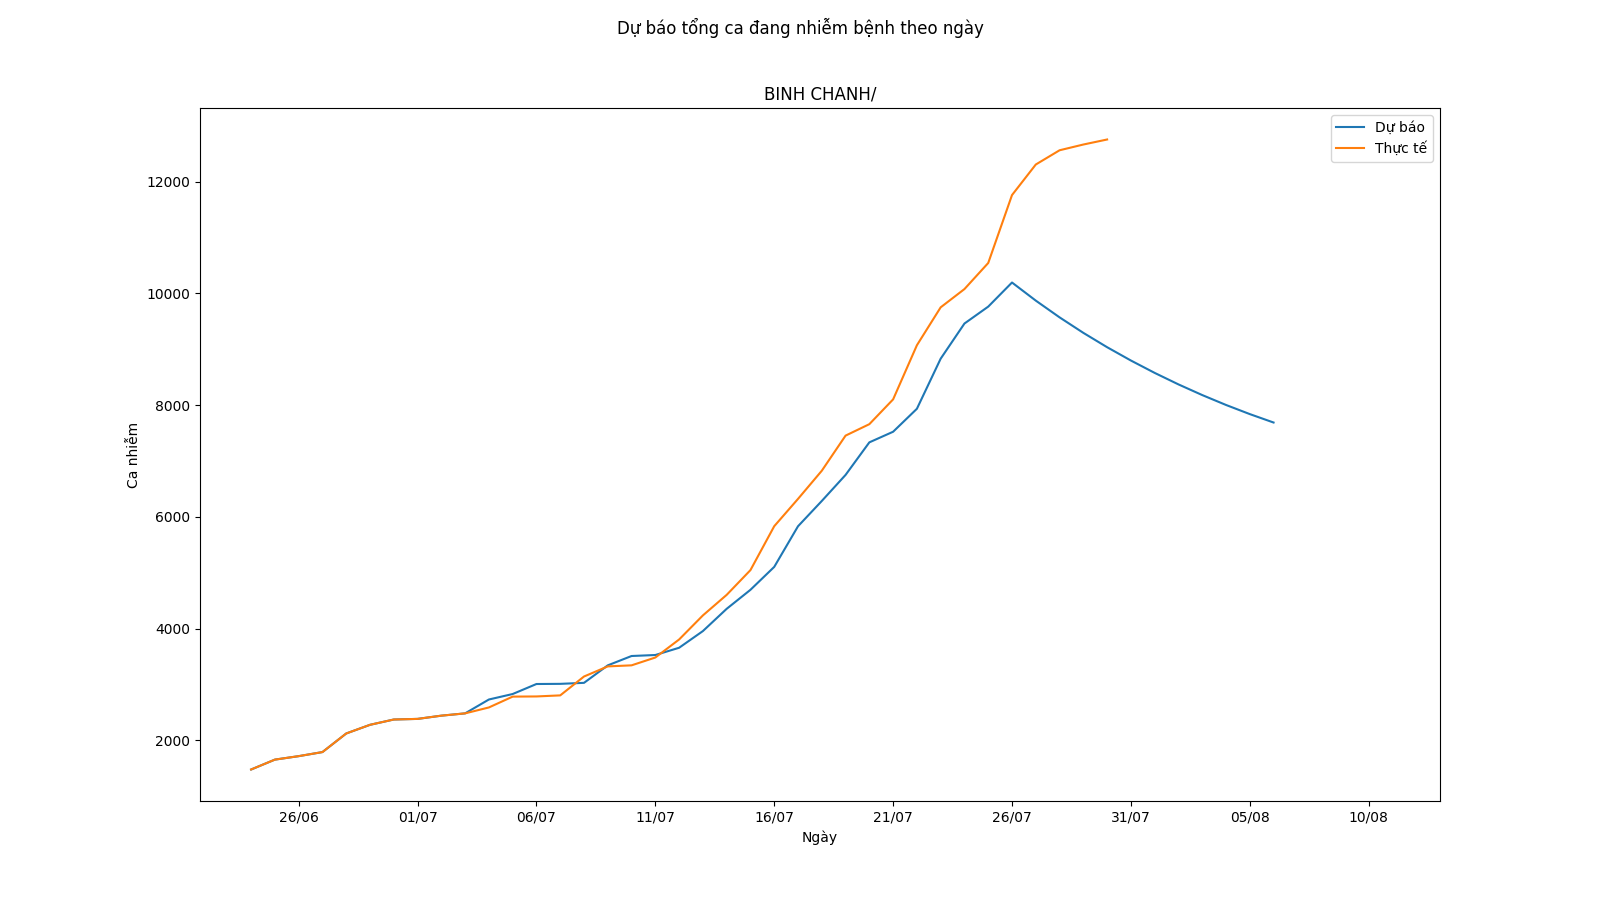 Dự báo tổng ca đang nhiễm bệnh theo ngày
BINH CHANH/
Dự báo
Thực tế
12000
10000
8000
6000
4000
2000
Ca nhiễm
26/06
01/07
06/07
11/07
16/07
21/07
26/07
31/07
05/08
10/08
Ngày